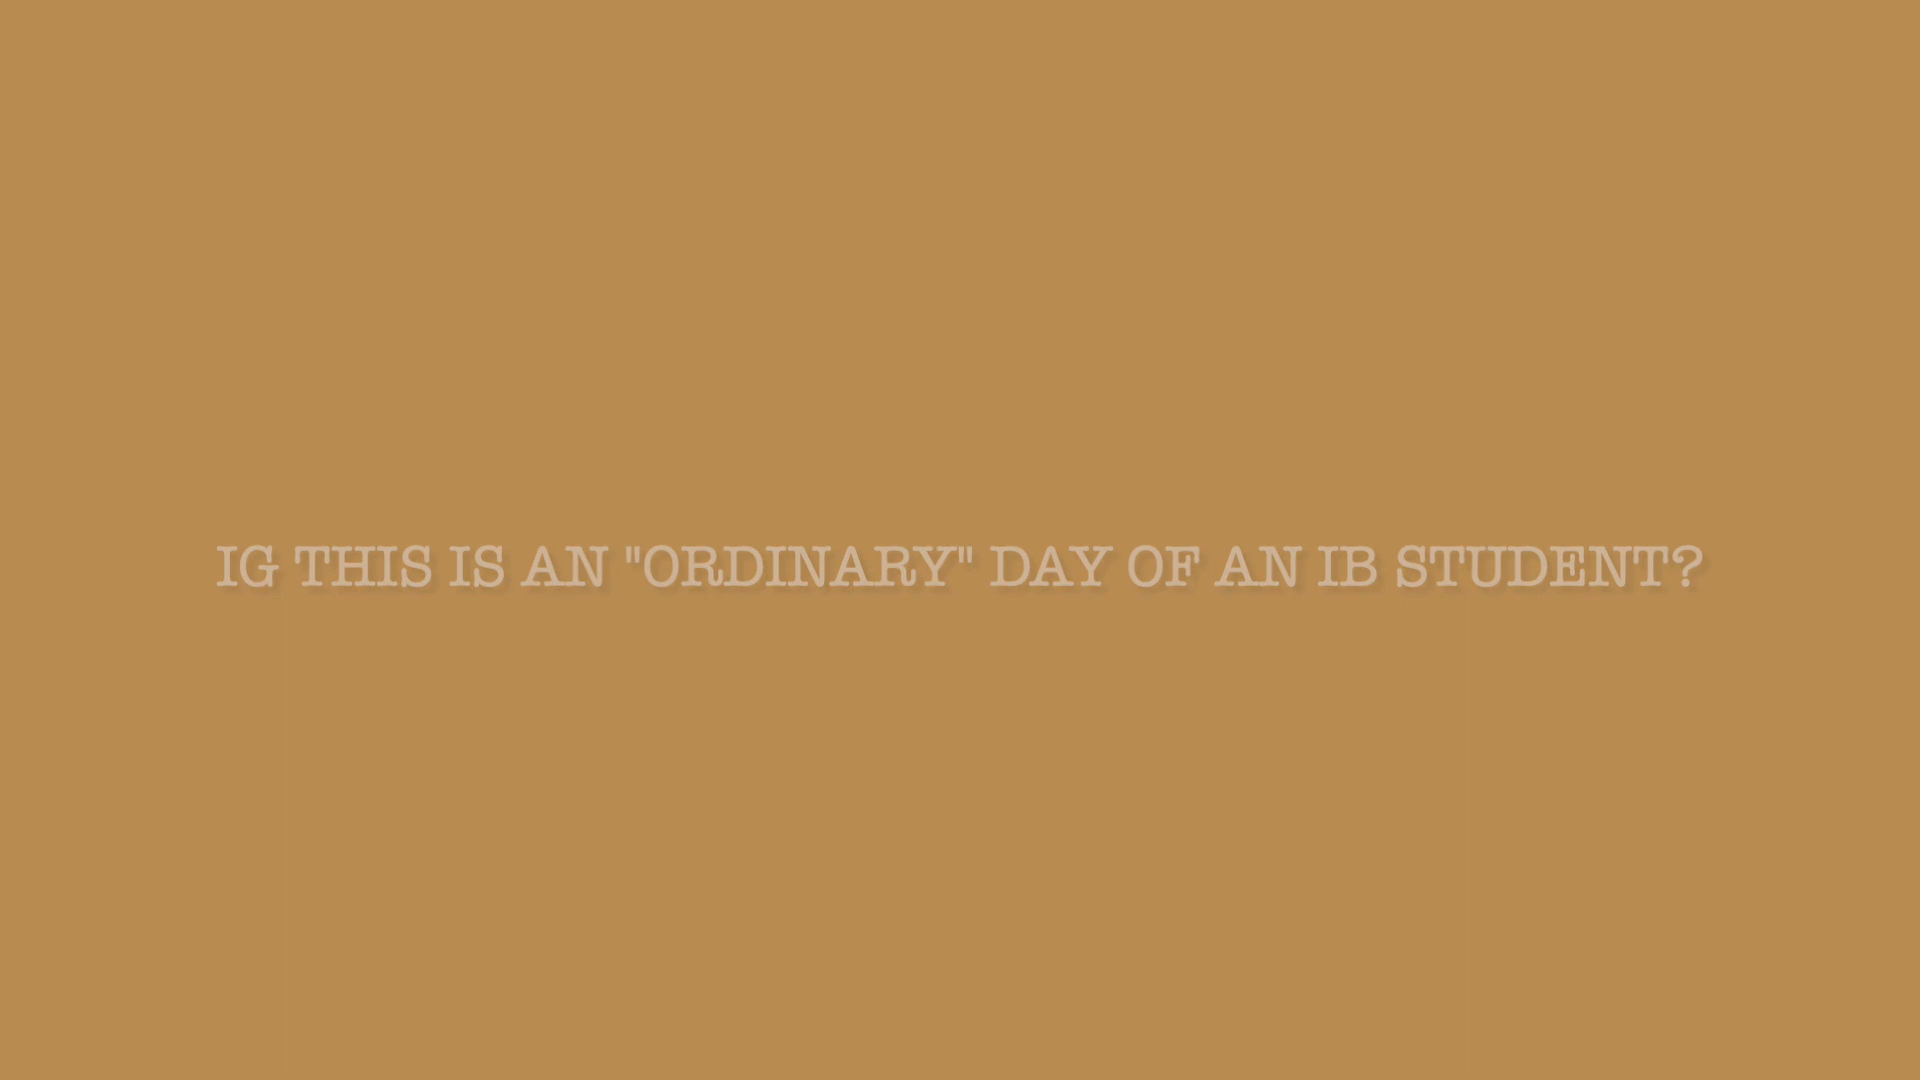 IG THIS IS AN "ORDINARY" DAY OF AN IB STUDENT?